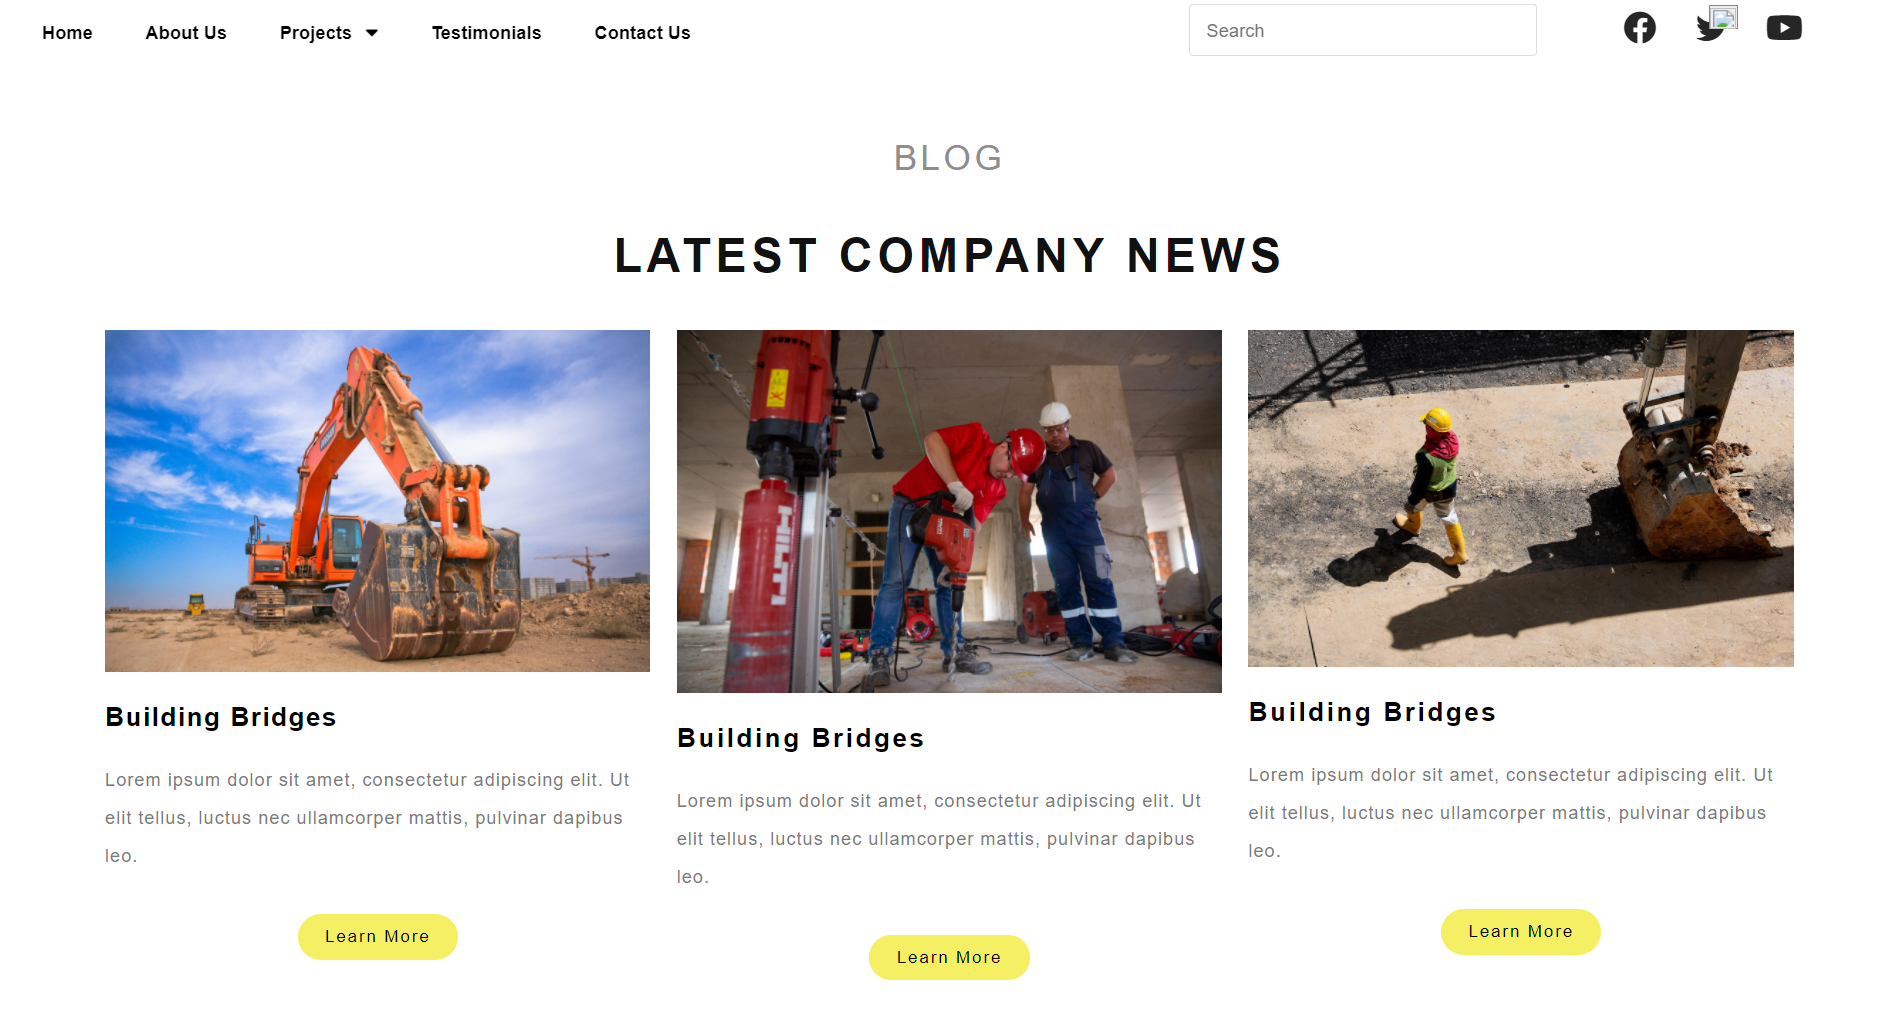 Home About Us Projects Testimonials Contact Us Search
BLOG
LATEST COMPANY NEWS
HILTI
Building Bridges
Lorem ipsum dolor sit amet, consectetur adipiscing elit. Ut
elit tellus, luctus nec ullamcorper mattis, pulvinar dapibus
leo.
Learn More
Building Bridges
Lorem ipsum dolor sit amet, consectetur adipiscing elit. Ut
elit tellus, luctus nec ullamcorper mattis, pulvinar dapibus
leo.
Learn More
Building Bridges
Lorem ipsum dolor sit amet, consectetur adipiscing elit. Ut
elit tellus, luctus nec ullamcorper mattis, pulvinar dapibus
leo.
Learn More